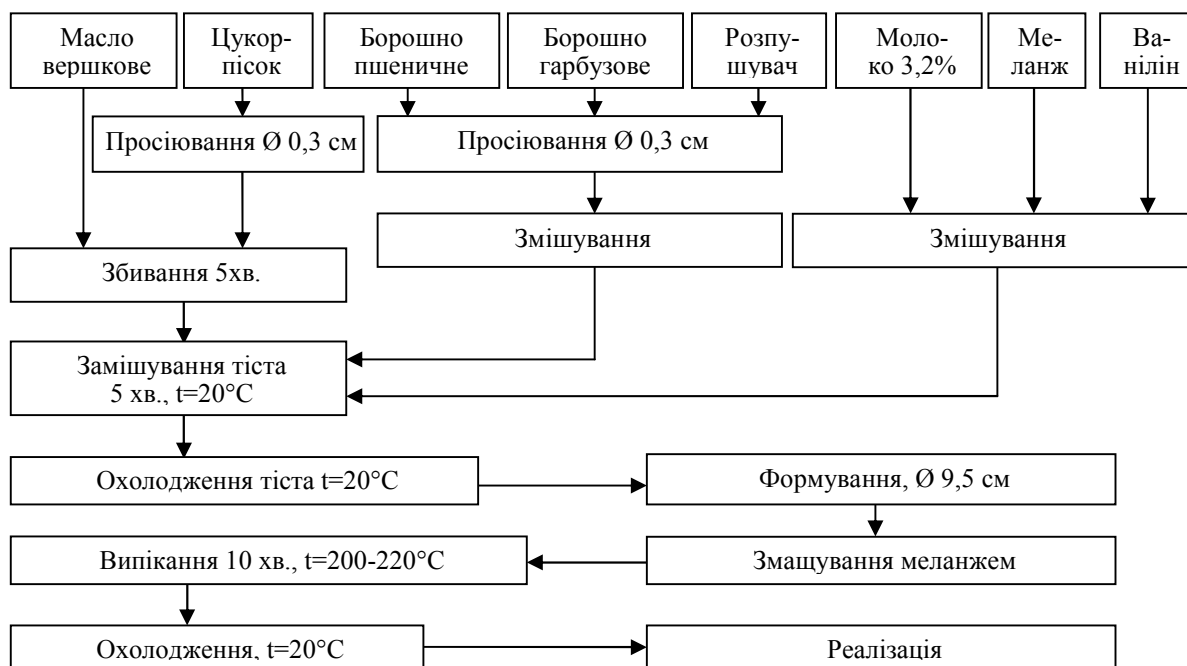 Масло
вершкове
Цукор-
пісок
Борошно
пшеничне
Борошно
гарбузове
Розпу-
шувач
Моло-
ко 3,2%
Ме-
ланж
Ва-
нілін
Просіювання Ø 0,3 см
Просіювання Ø 0,3 см
Змішування
Змішування
Збивання 5хв.
Замішування тіста
5 хв., t=20°С
Охолодження тіста t=20°С
Формування, Ø 9,5 см
Випікання 10 хв., t=200-220°С
Змащування меланжем
Охолодження, t=20°С
Реалізація